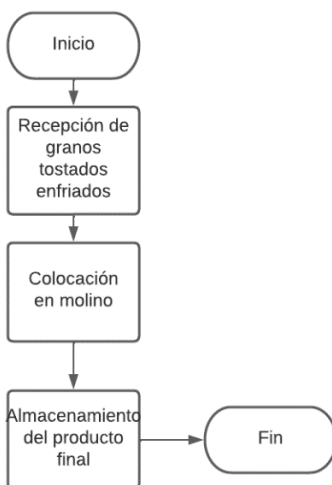 Inicio
Recepción de
granos
tostados
enfriados
Colocación
en molino
Almacenamiento
del producto
final
Fin